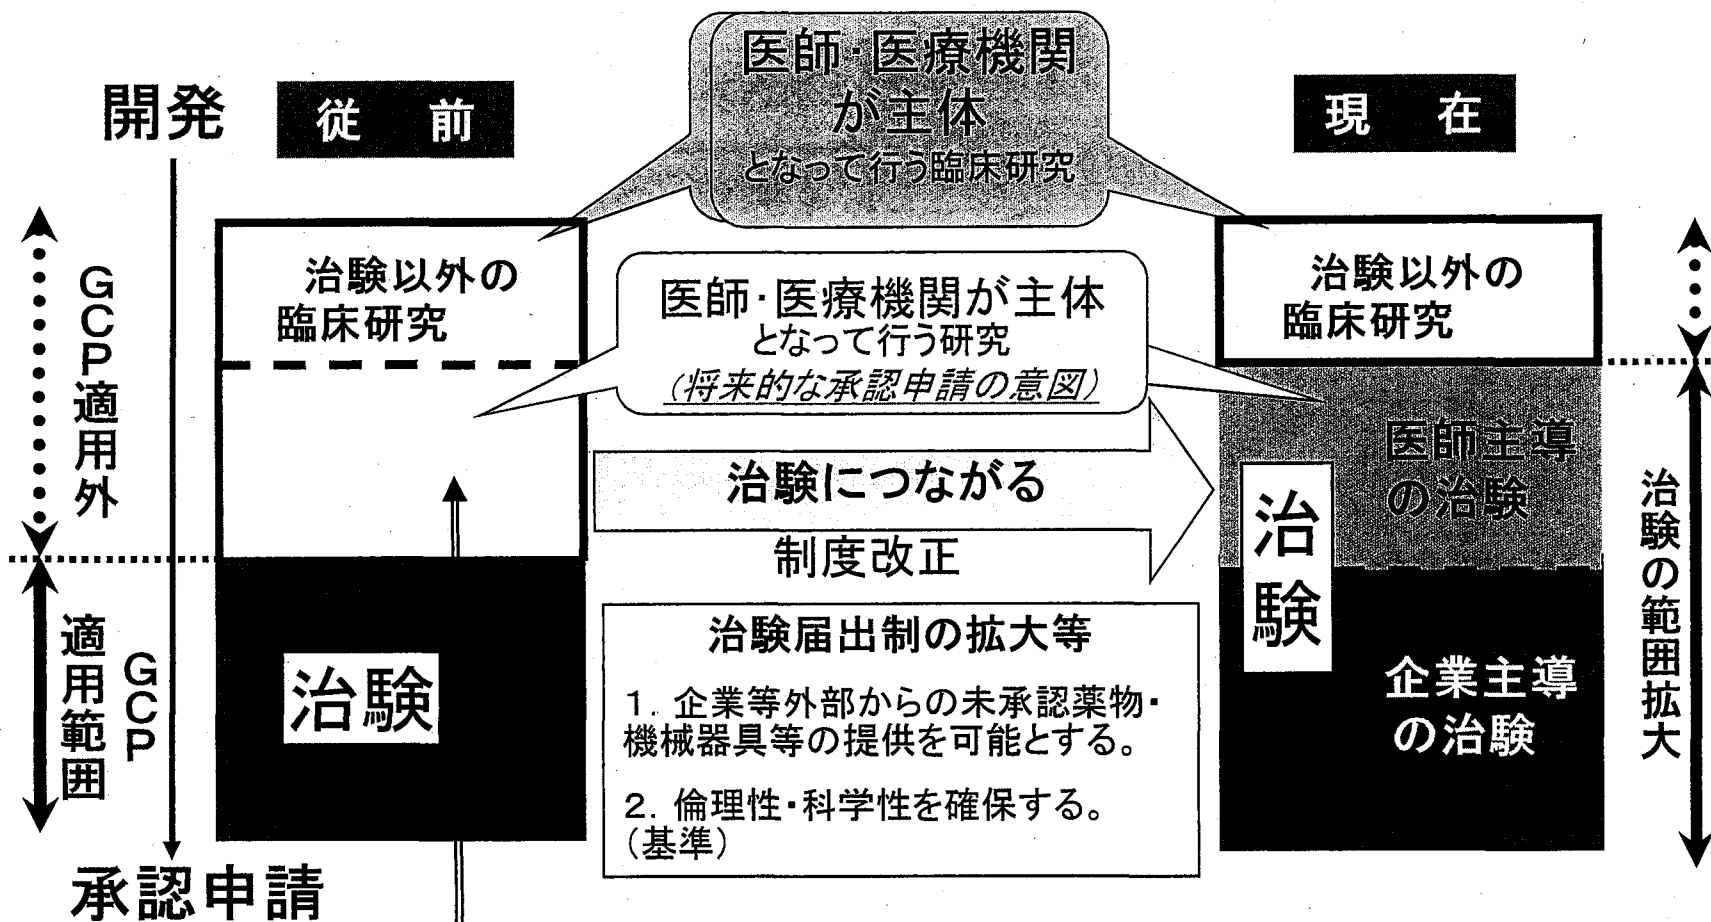 医師・医療機関
が主体
となって行う臨床研究
開発
従 前
現 在
GCP適用外
治験以外の
臨床研究
医師・医療機関が主体
となって行う研究
(将来的な承認申請の意図)
治験以外の
臨床研究
治験につながる
制度改正
医師主導
の治験
治験
企業主導
の治験
治験の範囲拡大
GCP
適用範囲
治験
治験届出制の拡大等
1. 企業等外部からの未承認薬物・
機械器具等の提供を可能とする。
2. 倫理性・科学性を確保する。
(基準)
承認申請